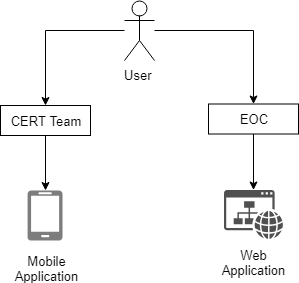 User
CERT Team
EOC
Mobile
Application
Web
Application